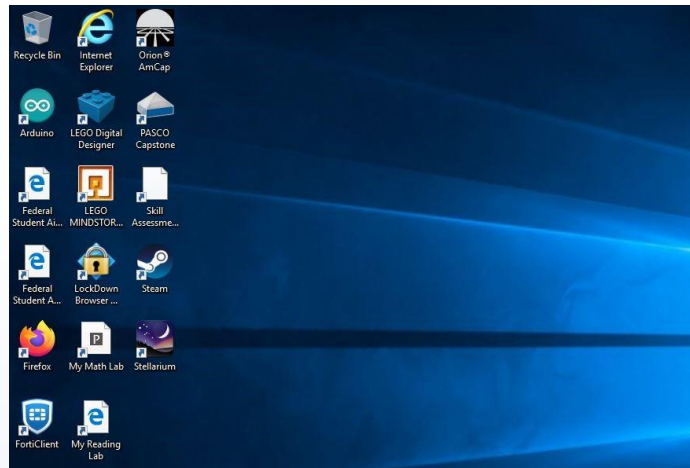 Recycle Bin
Internet
Explorer
Orion®
AmCap
Arduino
LEGO Digital
Designer
PASCO
Capstone
Federal
Student Ai...
LEGO
MINDSTOR...
Skill
Assessme...
Federal
Student A...
LockDown
Browser ...
Steam
Firefox
P
My Math Lab
Stellarium
FortiClient
My Reading
Lab